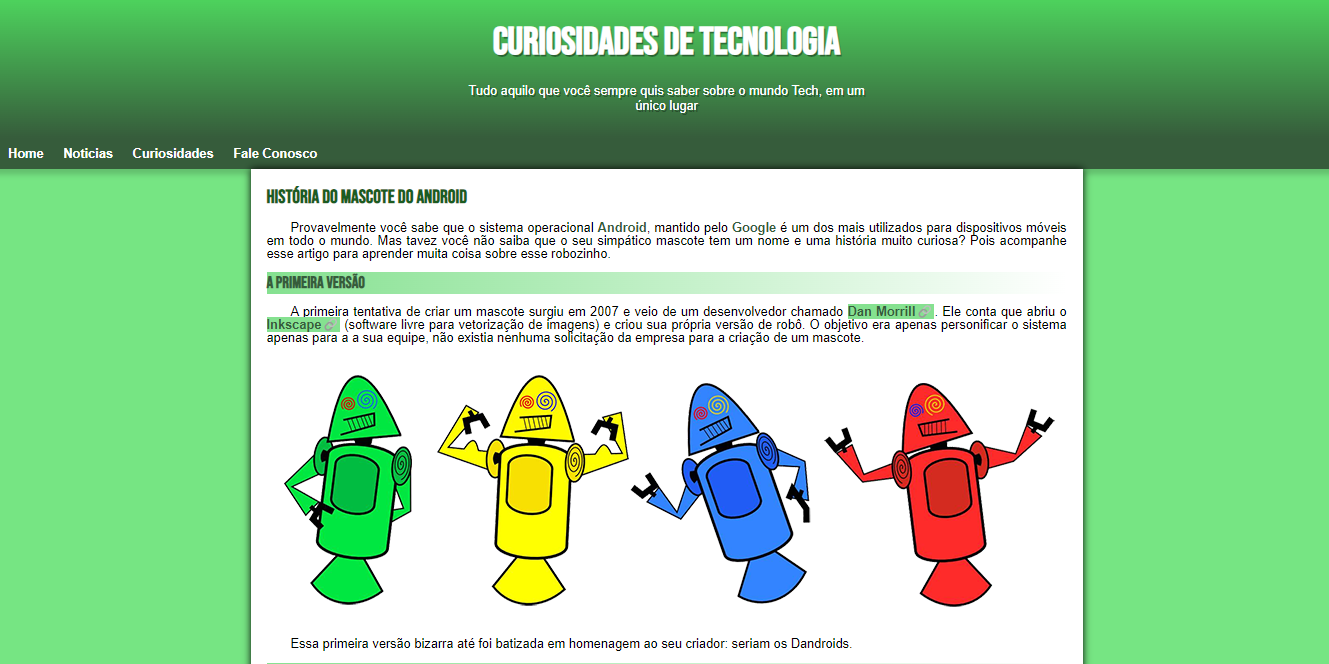 CURIOSIDADES DE TECNOLOGIA
Tudo aquilo que você sempre quis saber sobre o mundo Tech, em um
único lugar
Home Noticias Curiosidades Fale Conosco
HISTÓRIA DO MASCOTE DO ANDROID
Provavelmente você sabe que o sistema operacional Android, mantido pelo Google é um dos mais utilizados para dispositivos móveis
em todo o mundo. Mas tavez você não saiba que o seu simpático mascote tem um nome e uma história muito curiosa? Pois acompanhe
esse artigo para aprender muita coisa sobre esse robozinho.
A PRIMEIRA VERSÃO
A primeira tentativa de criar um mascote surgiu em 2007 e veio de um desenvolvedor chamado Dan Morrill . Ele conta que abriu o
Inkscape (software livre para vetorização de imagens) e criou sua própria versão de robô. O objetivo era apenas personificar o sistema
apenas para a a sua equipe, não existia nenhuma solicitação da empresa para a criação de um mascote.
Essa primeira versão bizarra até foi batizada em homenagem ao seu criador: seriam os Dandroids.